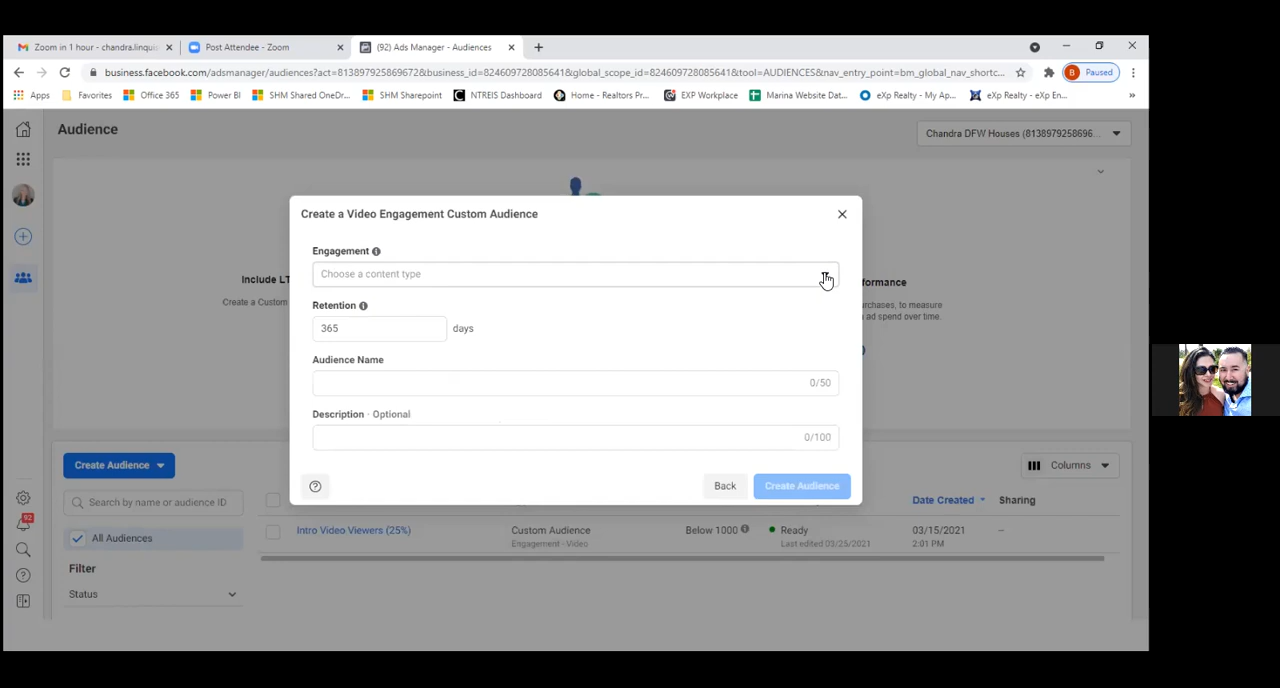 Zoom in 1 hour - chandra.linquis
Post Attendee - Zoom
(92) Ads Manager - Audiences
business.facebook.com/adsmanager/audiences?act=813897925869672&business_id=824609728085641&global_scope_id=824609728085641&tool=AUDIENCES&nav_entry_point=bm_global_nav_shortc...
B Paused
Apps Favorites Office 365 Power BI SHM Shared OneDr... SHM Sharepoint NTREIS Dashboard Home - Realtors Pr... EXP Workplace Marina Website Dat... eXp Realty - My Ap... eXp Realty - eXp En... »
Audience
Chandra DFW Houses (8138979258696...
Create a Video Engagement Custom Audience
Engagement
Choose a content type
Include LT
Create a Custom
formance
rchases, to measure
ad spend over time.
Retention
365 days
Audience Name
0/50
Description · Optional
0/100
Back
Create Audience
Create Audience
Columns
Search by name or audience ID
Date Created
Sharing
All Audiences
Intro Video Viewers (25%)
Custom Audience
Engagement - Video
Below 1000
Ready
Last edited 03/25/2021
03/15/2021
2:01 PM
--
92
Filter
Status